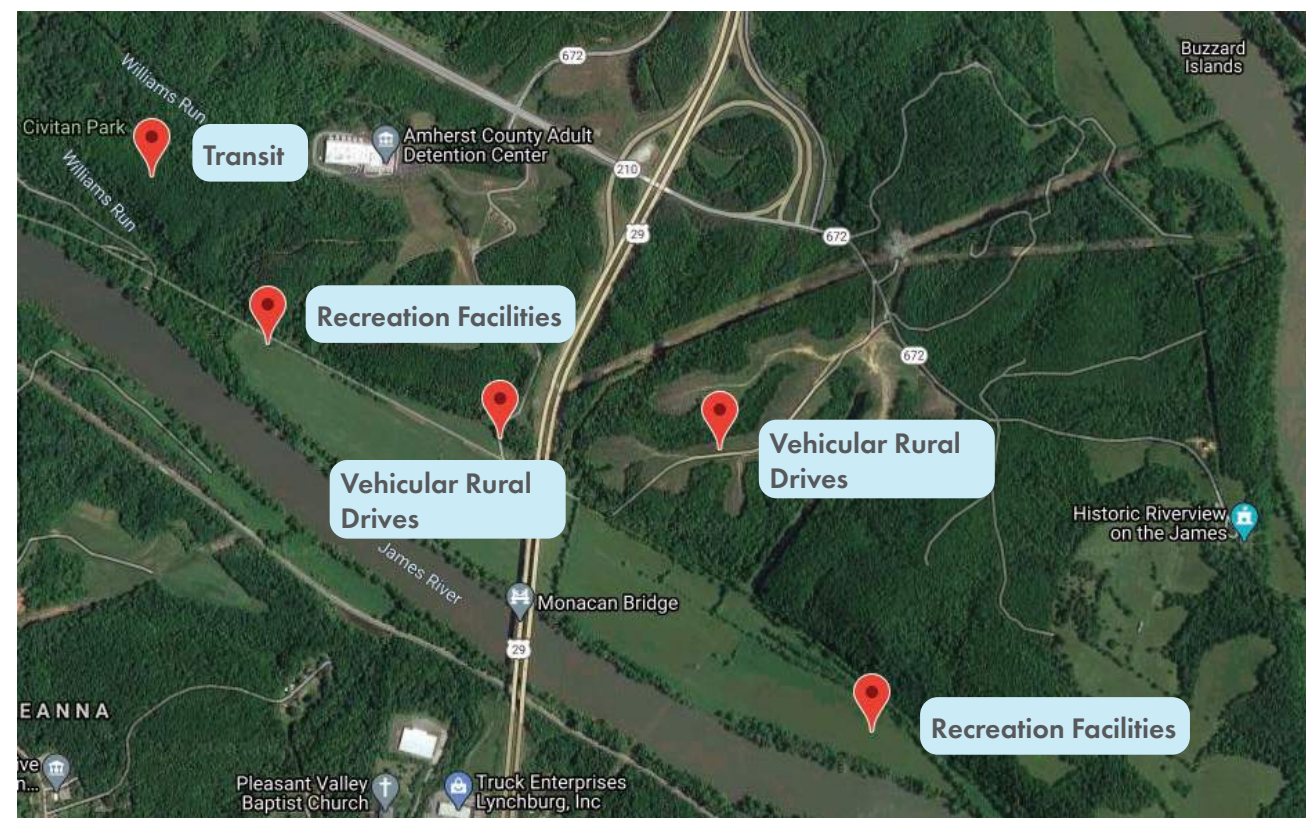 Buzzard
Islands
672
Williams Run
Civitan Park
Transit
Amherst County Adult
Detention Center
210
Williams Run
29
672
Recreation Facilities
672
Vehicular Rural
Drives
Vehicular Rural
Drives
Historic Riverview
on the James
James River
Monacan Bridge
29
EANNA
Recreation Facilities
ive
n...
Pleasant Valley
Baptist Church
Truck Enterprises
Lynchburg, Inc